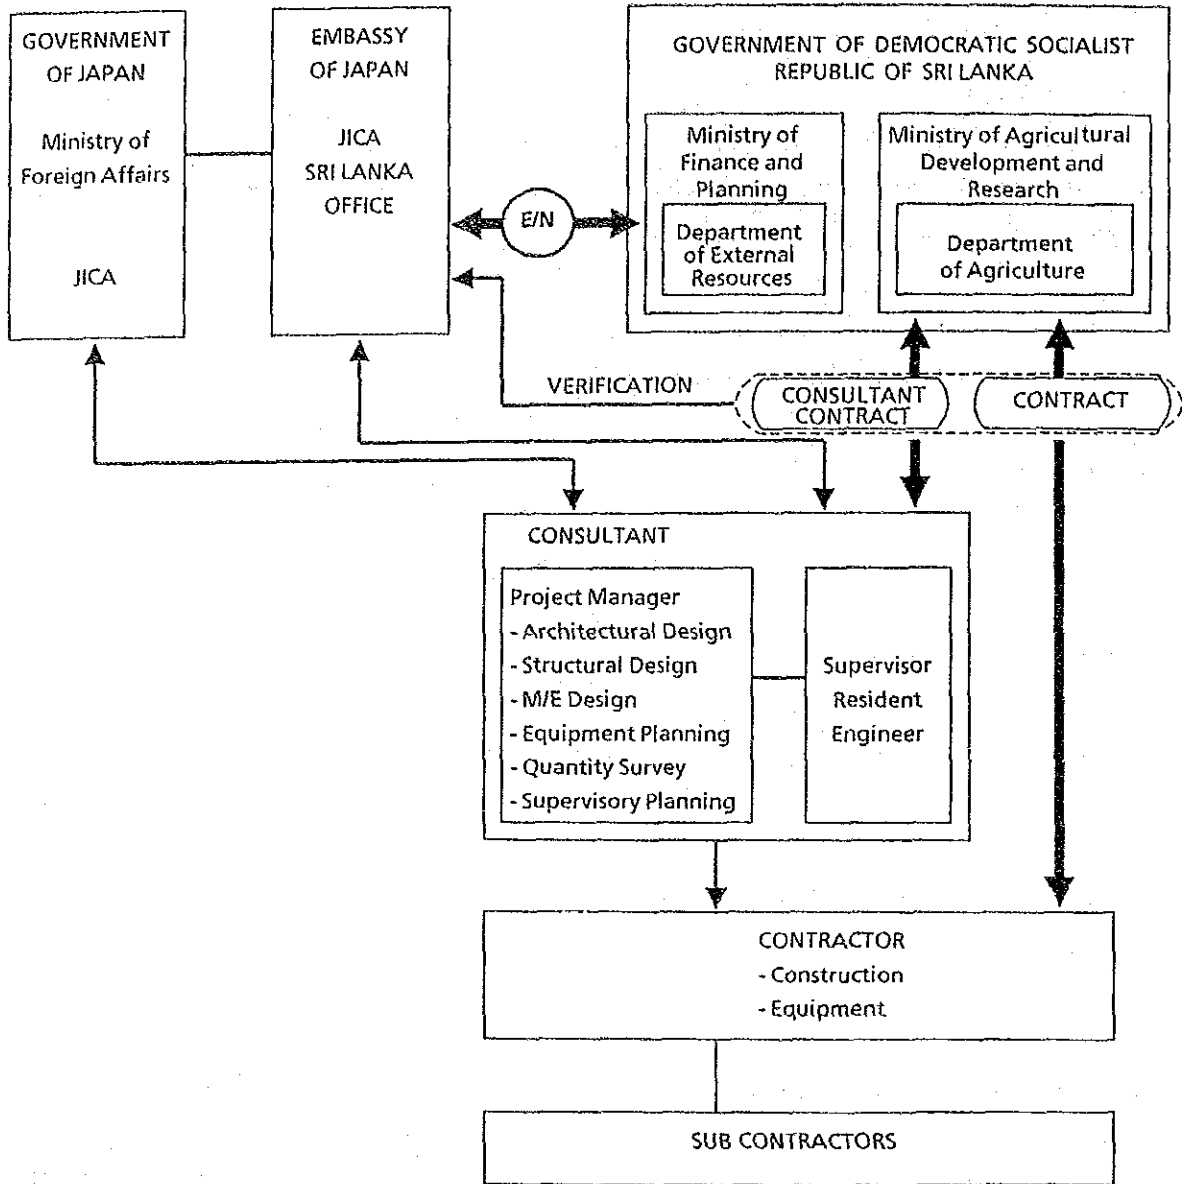 GOVERNMENT
OF JAPAN
Ministry of
Foreign Affairs
JICA
EMBASSY
OF JAPAN
JICA
SRI LANKA
OFFICE
E/N
GOVERNMENT OF DEMOCRATIC SOCIALIST
REPUBLIC OF SRI LANKA
Ministry of
Finance and
Planning
Department
of External
Resources
Ministry of Agricultural
Development and
Research
Department
of Agriculture
VERIFICATION
CONSULTANT
CONTRACT
CONTRACT
CONSULTANT
Project Manager
- Architectural Design
- Structural Design
- M/E Design
- Equipment Planning
- Quantity Survey
- Supervisory Planning
Supervisor
Resident
Engineer
CONTRACTOR
- Construction
- Equipment
SUB CONTRACTORS